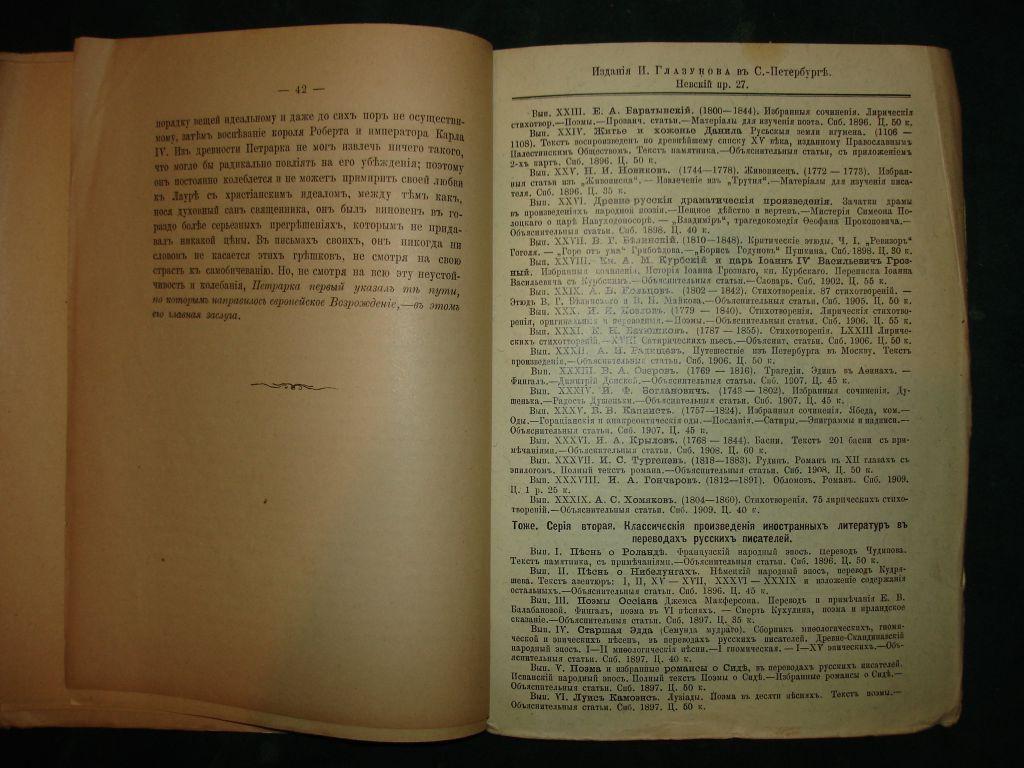 — 42 —
порядку вещей идеальному и даже до сихъ поръ не осуществи-
мому, затѣмъ воспѣваніе короля Роберта и императора Карла
IV. Изъ древности Петрарка не могъ извлечь ничего такого,
что могло бы радикально повліять на его убѣжденія; поэтому
онъ постоянно колеблется и не можетъ примирить своей любви
къ Лаурѣ съ христіанскимъ идеаломъ, между тѣмъ какъ,
нося духовный санъ священника, онъ былъ виновенъ въ го-
раздо болѣе серьезныхъ прегрѣшеніяхъ, которымъ не прида-
валъ никакой цѣны. Въ письмахъ своихъ, онъ никогда ни
словомъ не касается этихъ грѣшковъ, не смотря на свою
страсть къ самобичеванію. Но, не смотря на всю эту неустой-
чивость и колебанія, Петрарка первый указалъ тѣ пути,
по которымъ направилось европейское Возрожденіе,—въ этомъ
его главная заслуга.
Изданія И. Глазунова въ С.-Петербургѣ.
Невскій пр. 27.
Вып. XXIII. Е. А. Баратынскій. (1800—1844). Избранныя сочиненія. Лирическія
стихотвор.—Поэмы.—Прозаич. статьи.—Матеріалы для изученія поэта. Спб. 1896. Ц. 50 к.
Вып. XXIV. Житье и хоженье Данила Русьскыя земли игумена. (1106 —
1108). Текстъ воспроизведенъ по древнѣйшему списку XV вѣка, изданному Православнымъ
Палестинскимъ Обществомъ. Текстъ памятника.—Объяснительныя статьи, съ приложеніемъ
2-хъ картъ. Спб. 1896. Ц. 50 к.
Вып. XXV. Н. И. Новиковъ. (1744—1778). Живописецъ. (1772 — 1773). Избран-
ныя статьи изъ „Живописца“. — Извлеченіе изъ „Трутня“.—Матеріалы для изученія писа-
теля. Спб. 1896. Ц. 35 к.
Вып. XXVI. Древне-русскія драматическія произведенія. Зачатки драмы
въ произведеніяхъ народной поэзіи.—Пещное дѣйство и вертепъ.—Мистерія Симеона По-
лоцкаго о царѣ Навуходоносорѣ. — „Владиміръ“, трагедокомедія Ѳеофана Прокоповича.—
Объяснительныя статьи. Спб. 1898. Ц. 40 к.
Вып. XXVII. В. Г. Бѣлинскій. (1810—1848). Критическіе этюды. Ч. I. „Ревизоръ“
Гоголя. — „Горе отъ ума“ Грибоѣдова.—„Борисъ Годуновъ“ Пушкина. Спб. 1898. Ц. 30 к.
Вып. XXVIII. Кн. А. М. Курбскій и царь Іоаннъ IV Васильевичъ Гроз-
ный. Избранныя сочиненія. Исторія Іоанна Грознаго, кн. Курбскаго. Переписка Іоанна
Васильевича съ Курбскимъ.—Объяснительныя статьи.—Словарь. Спб. 1902. Ц. 55 к.
Вып. XXIX. А. В. Кольцовъ. (1802 — 1842). Стихотворенія. 87 стихотвореній. —
Этюдъ В. Г. Бѣлинскаго и В. Н. Майкова.—Объяснительныя статьи. Спб. 1905. Ц. 50 к.
Вып. XXX. И. И. Козловъ. (1779 — 1840). Стихотворенія. Лирическія стихотво-
ренія, оригинальныя и переводныя.—Поэмы.—Объяснительныя статьи. Спб. 1906. Ц. 55 к.
Вып. XXXI. К. Н. Батюшковъ. (1787 — 1855). Стихотворенія. LXXIII Лириче-
скихъ стихотвореній.—XVIII Сатирическихъ пьесъ.—Объяснит. статьи. Спб. 1906. Ц. 50 к.
Вып. XXXII. А. Н. Радищевъ. Путешествіе изъ Петербурга въ Москву. Текстъ
произведенія.—Объяснительныя статьи. Спб. 1906. Ц. 50 к.
Вып. XXXIII. В. А. Озеровъ. (1769 — 1816). Трагедіи. Эдипъ въ Аѳинахъ. —
Фингалъ.—Димитрій Донской.—Объяснительныя статьи. Спб. 1907. Ц. 45 к.
Вып. XXXIV. И. Ф. Богдановичъ. (1743 — 1802). Избранныя сочиненія. Ду-
шенька.—Радость Душеньки.—Объяснительныя статьи. Спб. 1907. Ц. 45 к.
Вып. XXXV. В. В. Капнистъ. (1757—1824). Избранныя сочиненія. Ябеда, ком.—
Оды.—Гораціанскія и анакреонтическія оды.—Посланія.—Сатиры.—Эпиграммы и надписи.—
Объяснительныя статьи. Спб. 1907. Ц. 45 к.
Вып. XXXVI. И. А. Крыловъ. (1768 — 1844). Басни. Текстъ 201 басни съ при-
мѣчаніями.—Объяснительныя статьи. Спб. 1908. Ц. 60 к.
Вып. XXXVII. И. С. Тургеневъ. (1818—1883). Рудинъ. Романъ въ XII главахъ съ
эпилогомъ. Полный текстъ романа.—Объяснительныя статьи. Спб. 1908. Ц. 50 к.
Вып. XXXVIII. И. А. Гончаровъ. (1812—1891). Обломовъ. Романъ. Спб. 1909.
Ц. 1 р. 25 к.
Вып. XXXIX. А. С. Хомяковъ. (1804—1860). Стихотворенія. 75 лирическихъ стихо-
твореній.—Объяснительныя статьи. Спб. 1909. Ц. 40 к.
Тоже. Серія вторая. Классическія произведенія иностранныхъ литературъ въ
переводахъ русскихъ писателей.
Вып. I. Пѣснь о Роландѣ. Французскій народный эпосъ. Переводъ Чудинова.
Текстъ памятника, съ примѣчаніями.—Объяснительныя статьи. Спб. 1896. Ц. 50 к.
Вып. II. Пѣснь о Нибелунгахъ. Нѣмецкій народный эпосъ, переводъ Кудря-
шева. Текстъ авентюръ: I, II, XV — XVII, XXXVI — XXXIX и изложеніе содержанія
остальныхъ.—Объяснительныя статьи. Спб. 1896. Ц. 45 к.
Вып. III. Поэмы Оссіана Джемса Макферсона. Переводъ и примѣчанія Е. В.
Балабановой. Фингалъ, поэма въ VI пѣсняхъ. — Смерть Кухулина, поэма и ирландское
сказаніе.—Объяснительныя статьи. Спб. 1897. Ц. 35 к.
Вып. IV. Старшая Эдда (Семунда мудраго). Сборникъ миѳологическихъ, гноми-
ческой и эпическихъ пѣсенъ, въ переводахъ русскихъ писателей. Древне-Скандинавскій
народный эпосъ. I—II миѳологическія пѣсни.—I гномическая. — I—XV эпическихъ.—Объ-
яснительныя статьи. Спб. 1897. Ц. 40 к.
Вып. V. Поэма и избранные романсы о Сидѣ, въ переводахъ русскихъ писателей.
Испанскій народный эпосъ. Полный текстъ Поэмы о Сидѣ.—Избранные романсы о Сидѣ.—
Объяснительныя статьи. Спб. 1897. Ц. 50 к.
Вып. VI. Луисъ Камоэнсъ. Лузіады. Поэма въ десяти пѣсняхъ. Текстъ поэмы.—
Объяснительныя статьи. Спб. 1897. Ц. 50 к.